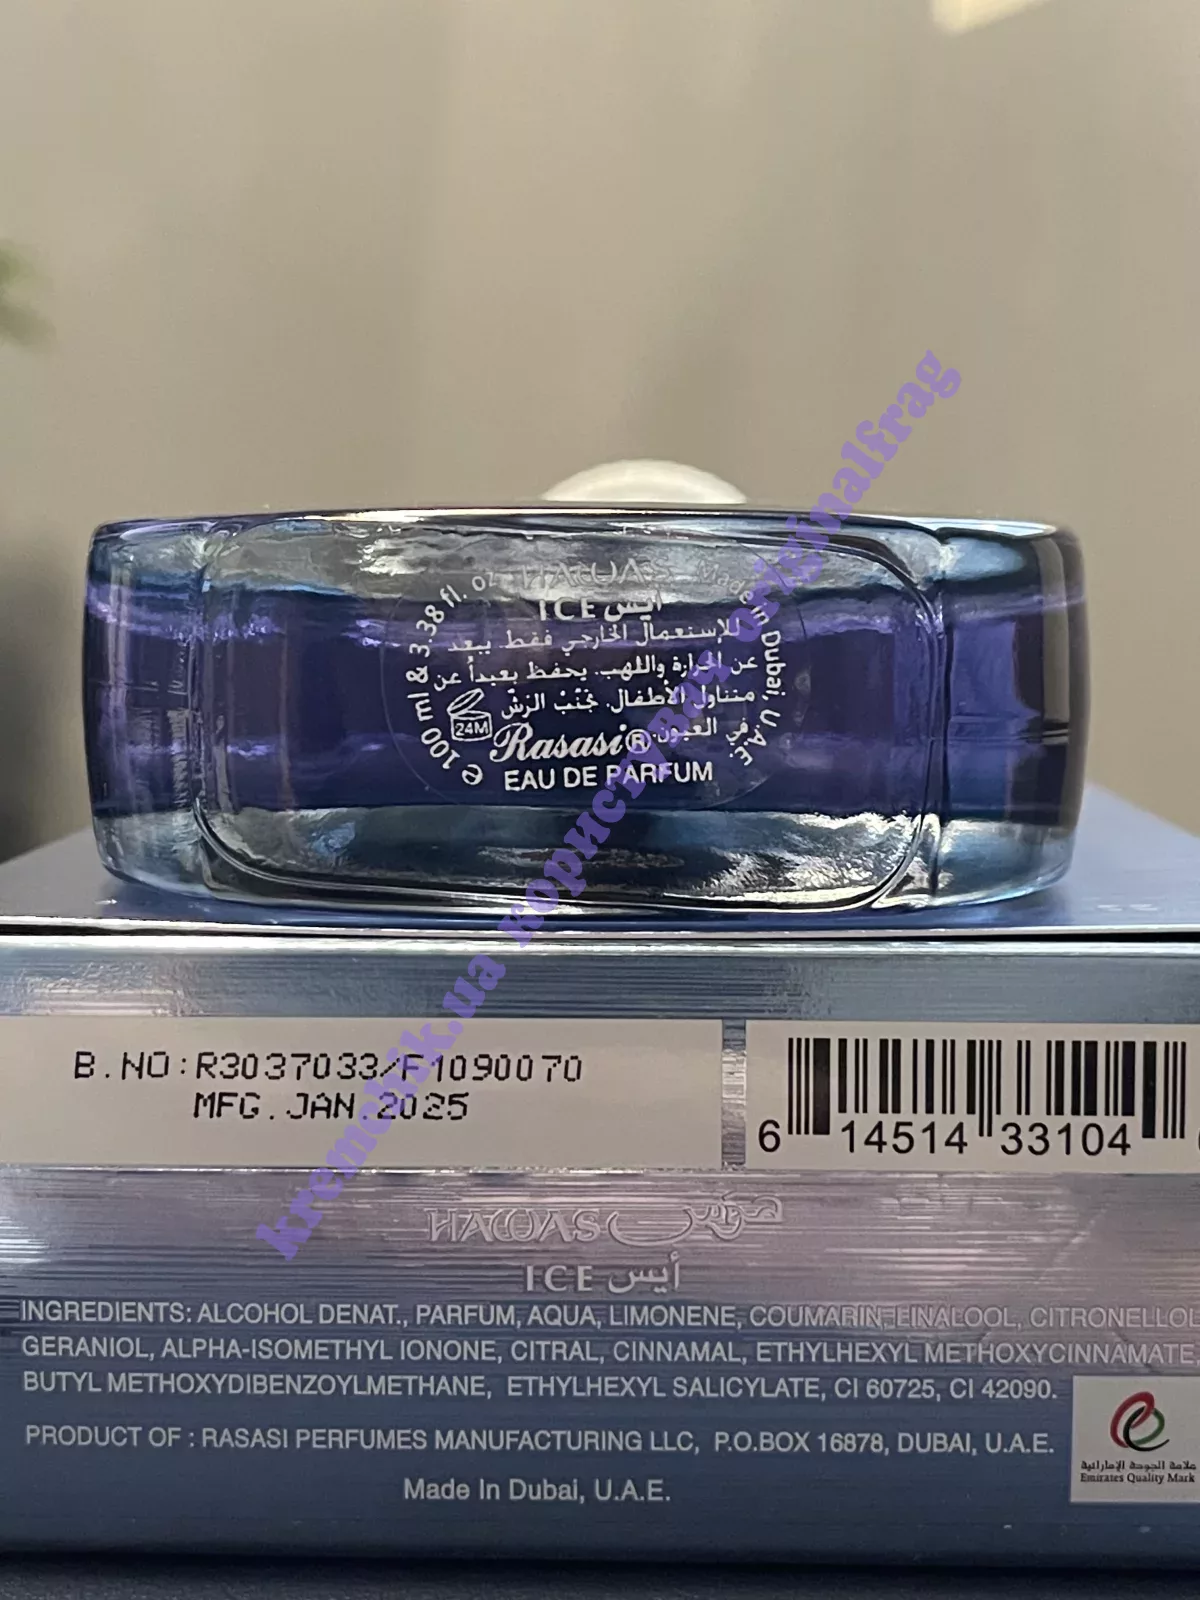 100 ml & 3.38 fl. oz HAWAS Made in Dubai, U.A.E.
ICE أيس
للإستعمال الخارجي فقط. يبعد
عن الحرارة واللهب. يحفظ بعيداً عن
متناول الأطفال. تجنب الرش
في العيون.
24M
Rasasi®
EAU DE PARFUM
B.NO:R3037033/F1090070
MFG.JAN.2025
6 14514 33104
HAWAS هوس
ICE أيس
INGREDIENTS: ALCOHOL DENAT., PARFUM, AQUA, LIMONENE, COUMARIN, LINALOOL, CITRONELLOL,
GERANIOL, ALPHA-ISOMETHYL IONONE, CITRAL, CINNAMAL, ETHYLHEXYL METHOXYCINNAMATE,
BUTYL METHOXYDIBENZOYLMETHANE, ETHYLHEXYL SALICYLATE, CI 60725, CI 42090.
PRODUCT OF : RASASI PERFUMES MANUFACTURING LLC, P.O.BOX 16878, DUBAI, U.A.E.
Made In Dubai, U.A.E.
علامة الجودة الإماراتية
Emirates Quality Mark
kremchik.ua користувач originalfrag